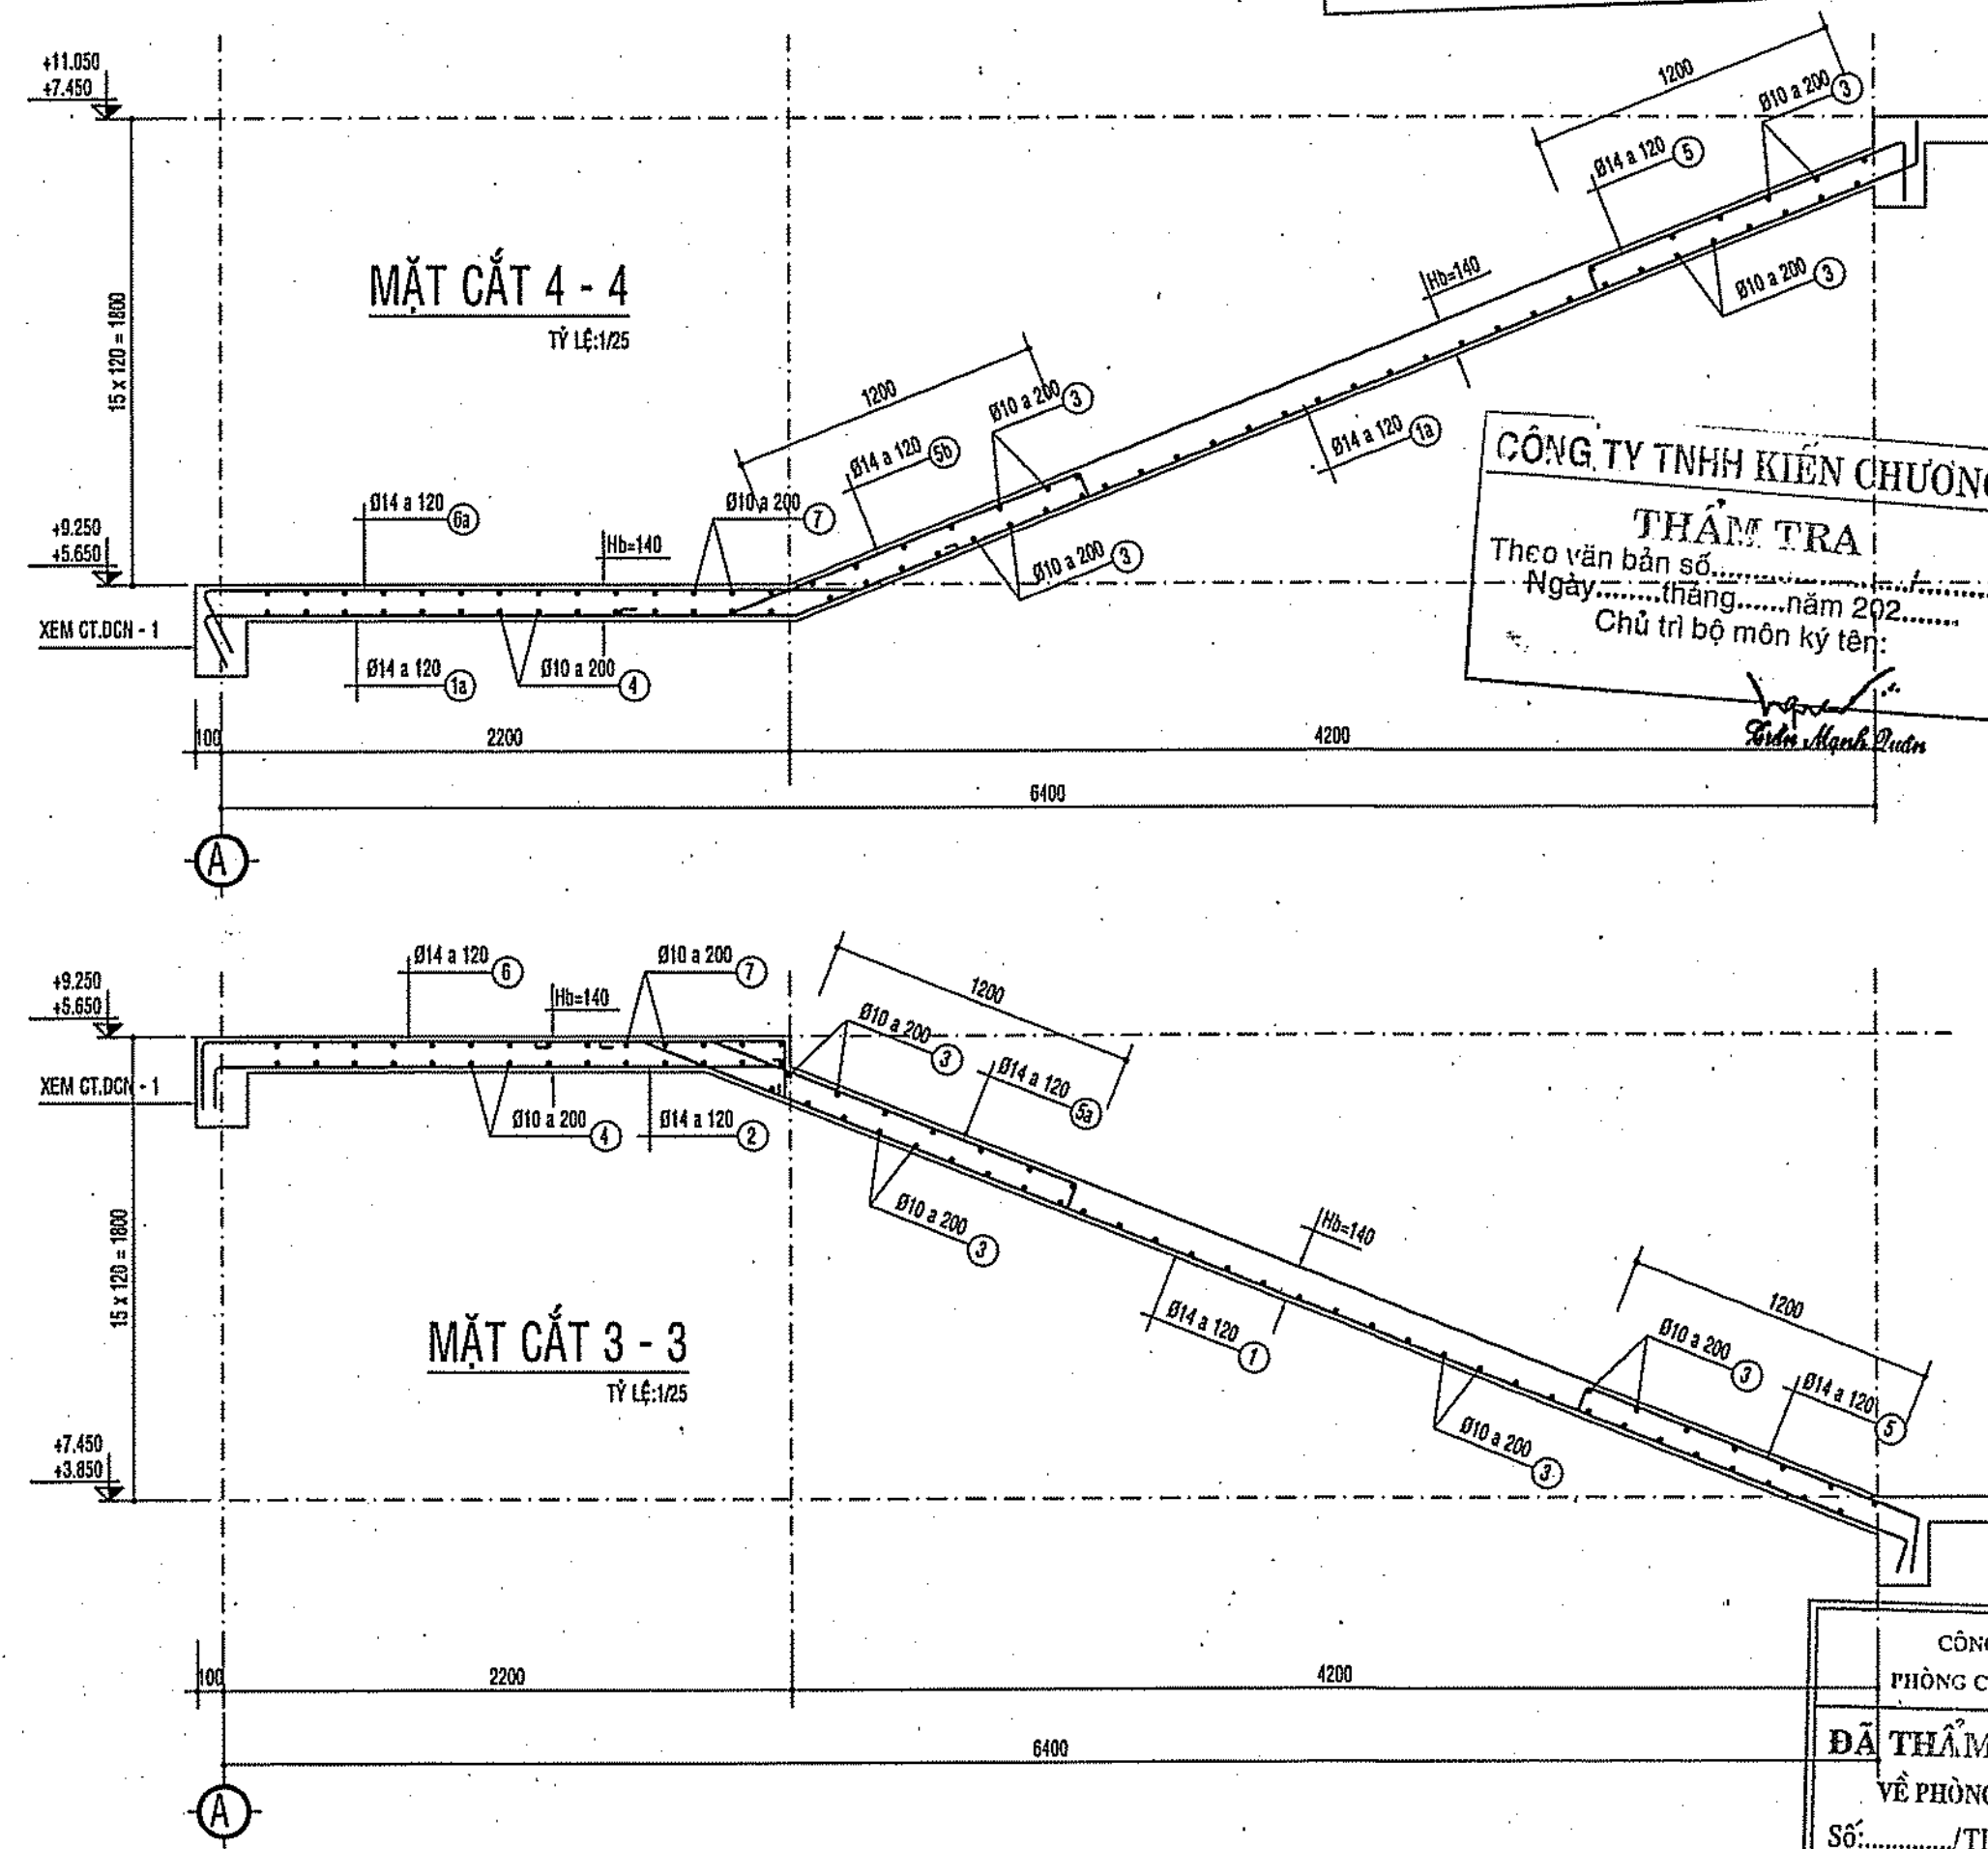 +11.050
+7.450
1200
Ø10 a 200 3
Ø14 a 120 5
MẶT CẮT 4 - 4
TỶ LỆ:1/25
15 x 120 = 1800
Hb=140
Ø10 a 200 3
1200
Ø10 a 200 3
Ø14 a 120 5b
Ø14 a 120 1a
CÔNG TY TNHH KIẾN CHƯƠNG
THẨM TRA
Theo văn bản số............................/............
Ngày.........tháng......năm 202.......
Chủ trì bộ môn ký tên:
Trần Mạnh Quân
Ø14 a 120 6a
Ø10 a 200 7
+9.250
+5.650
Hb=140
Ø10 a 200 3
XEM CT.DCN - 1
Ø14 a 120 1a
Ø10 a 200 4
100
2200
4200
6400
A
Ø14 a 120 6
Ø10 a 200 7
+9.250
+5.650
Hb=140
1200
Ø10 a 200 3
Ø14 a 120 5a
XEM CT.DCN - 1
Ø10 a 200 4
Ø14 a 120 2
Ø10 a 200 3
Hb=140
15 x 120 = 1800
MẶT CẮT 3 - 3
TỶ LỆ:1/25
Ø14 a 120 1
1200
Ø10 a 200 3
Ø14 a 120 5
Ø10 a 200 3
+7.450
+3.850
100
2200
4200
6400
A
CÔNG
PHÒNG C
ĐÃ THẨM
VỀ PHÒNG
Số:............/TI